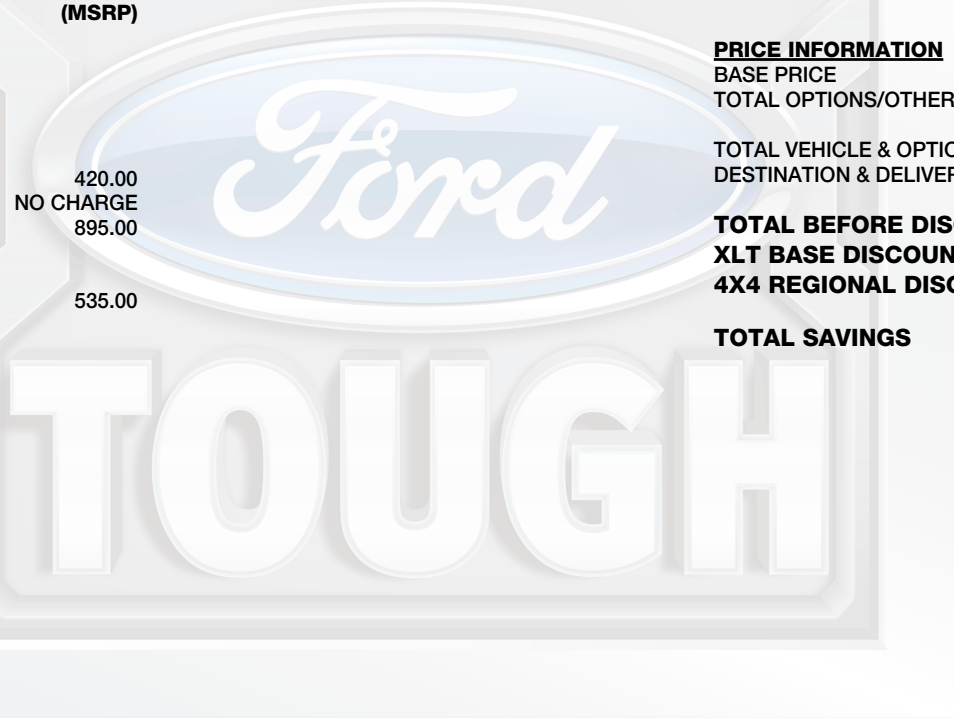 (MSRP)
420.00
NO CHARGE
895.00
535.00
PRICE INFORMATION
BASE PRICE
TOTAL OPTIONS/OTHER
TOTAL VEHICLE & OPTIO
DESTINATION & DELIVER
TOTAL BEFORE DIS
XLT BASE DISCOUN
4X4 REGIONAL DISC
TOTAL SAVINGS
Ford
TOUGH